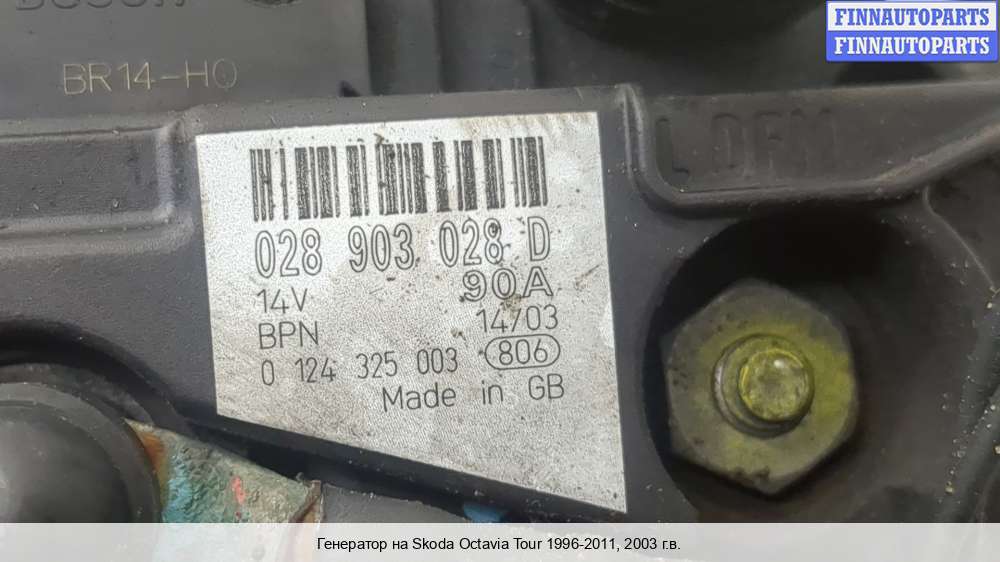 FINNAUTOPARTS
FINNAUTOPARTS
BR14-HO
028 903 028 D
14V 90A
BPN 14/03
0 124 325 003 806
Made in GB
Генератор на Skoda Octavia Tour 1996-2011, 2003 г.в.